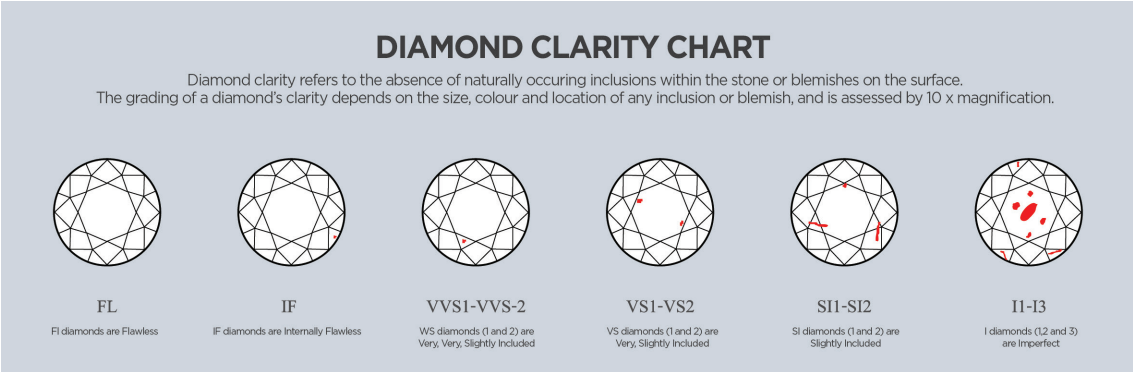 DIAMOND CLARITY CHART
Diamond clarity refers to the absence of naturally occuring inclusions within the stone or blemishes on the surface.
The grading of a diamond's clarity depends on the size, colour and location of any inclusion or blemish, and is assessed by 10 x magnification.
FL
FI diamonds are Flawless
IF
IF diamonds are Internally Flawless
VVS1-VVS-2
WS diamonds (1 and 2) are
Very, Very, Slightly Included
VS1-VS2
VS diamonds (1 and 2) are
Very, Slightly Included
SI1-SI2
SI diamonds (1 and 2) are
Slightly Included
I1-I3
I diamonds (1,2 and 3)
are Imperfect